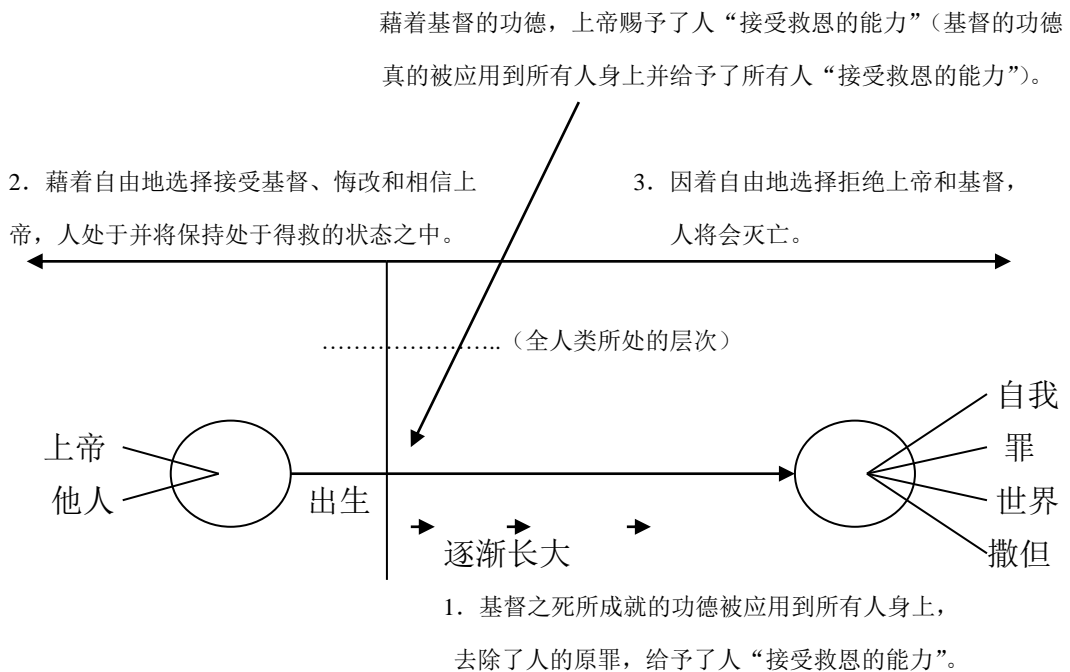 藉着基督的功德，上帝赐予了人“接受救恩的能力”（基督的功德
真的被应用到所有人身上并给予了所有人“接受救恩的能力”）。
2．藉着自由地选择接受基督、悔改和相信上
帝，人处于并将保持处于得救的状态之中。
3．因着自由地选择拒绝上帝和基督，
人将会灭亡。
…………………..（全人类所处的层次）
上帝
他人
出生
逐渐长大
自我
罪
世界
撒但
1．基督之死所成就的功德被应用到所有人身上，
去除了人的原罪，给予了人“接受救恩的能力”。